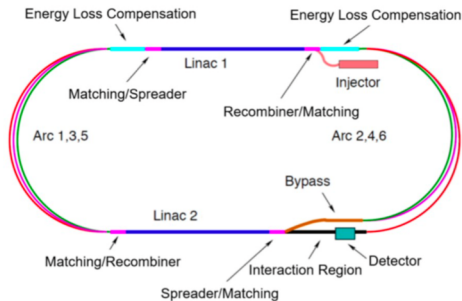 Energy Loss Compensation
Energy Loss Compensation
Linac 1
Injector
Matching/Spreader
Recombiner/Matching
Arc 1,3,5
Arc 2,4,6
Bypass
Linac 2
Matching/Recombiner
Interaction Region
Detector
Spreader/Matching